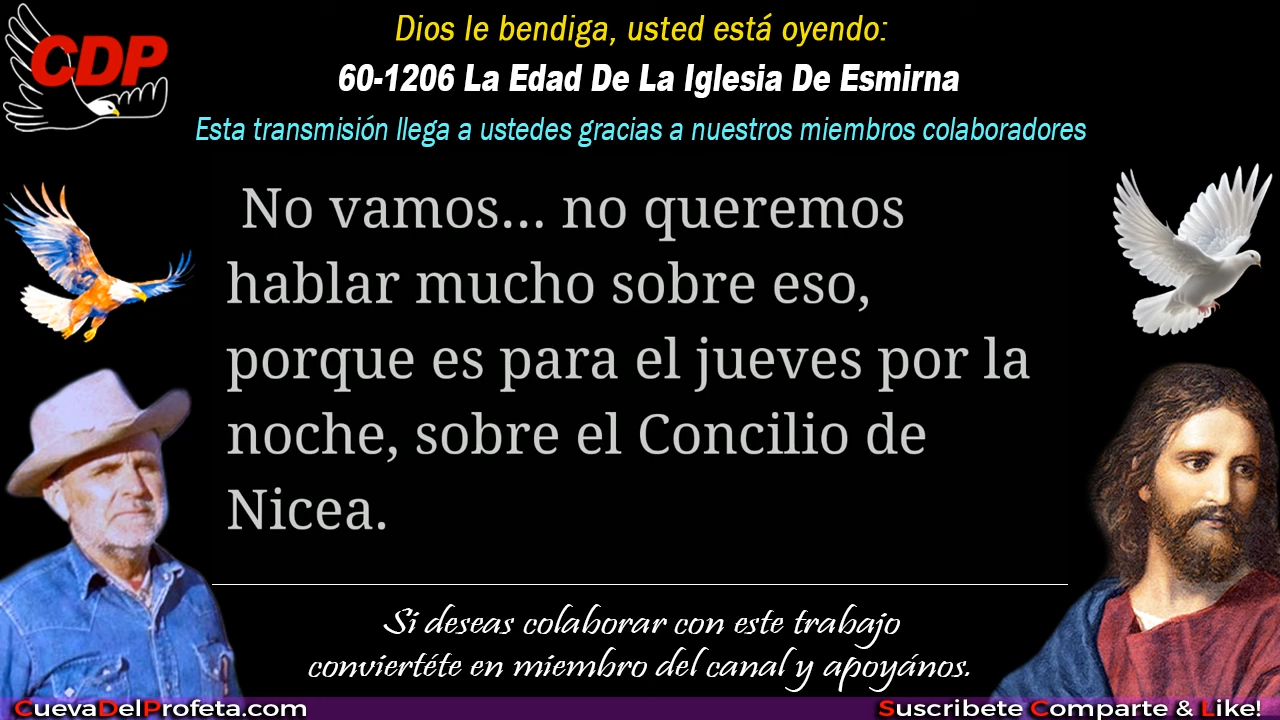 CDP
Dios le bendiga, usted está oyendo:
60-1206 La Edad De La Iglesia De Esmirna
Esta transmisión llega a ustedes gracias a nuestros miembros colaboradores
No vamos... no queremos
hablar mucho sobre eso,
porque es para el jueves por la
noche, sobre el Concilio de
Nicea.
Si deseas colaborar con este trabajo
conviertéte en miembro del canal y apoyános.
CuevaDelProfeta.com
Suscribete Comparte & Like!